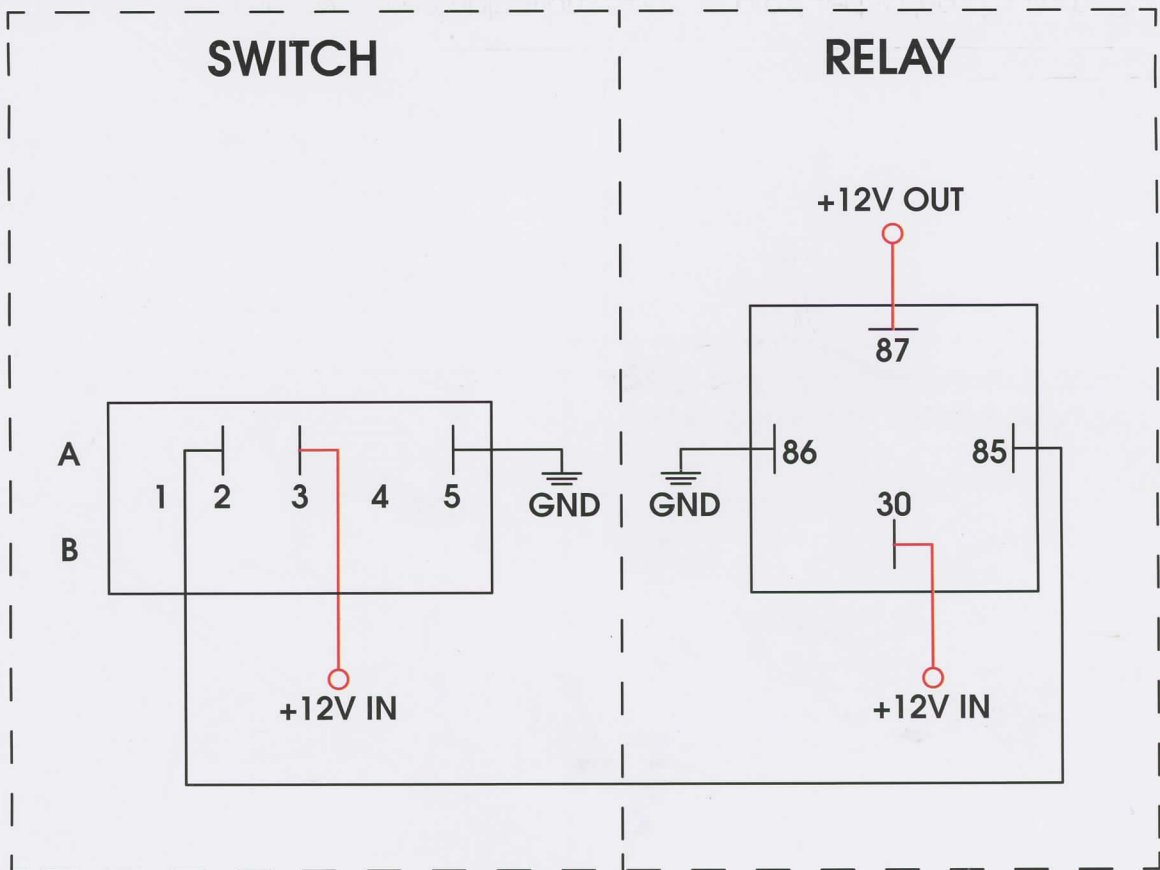 SWITCH
RELAY
+12V OUT
87
A
1 2 3 4 5
GND
B
+12V IN
GND
86
85
30
+12V IN